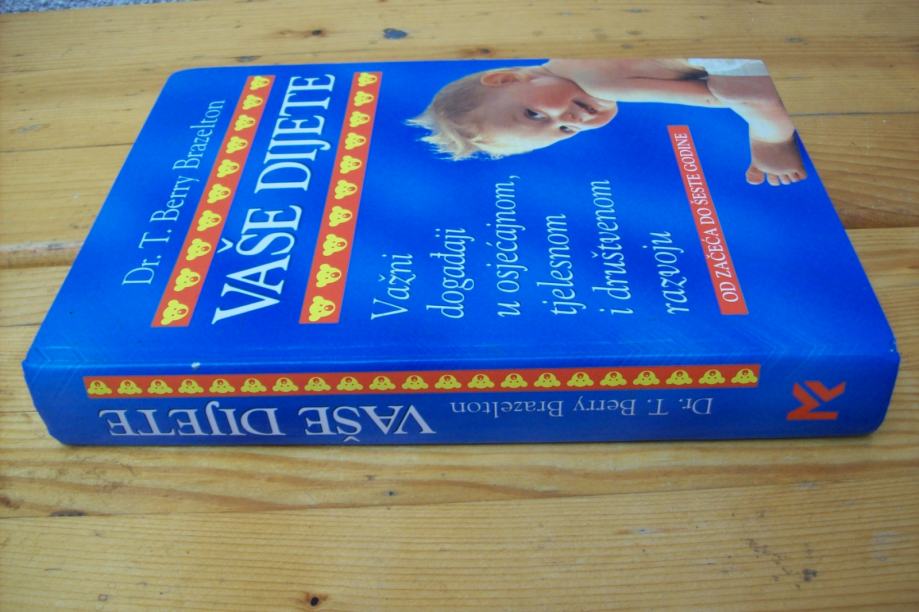 Dr. T. Berry Brazelton
VAŠE DIJETE
Važni
događaji
u osjećajnom,
tjelesnom
i društvenom
razvoju
OD ZAČEĆA DO ŠESTE GODINE
Dr. T. Berry Brazelton
VAŠE DIJETE
MK